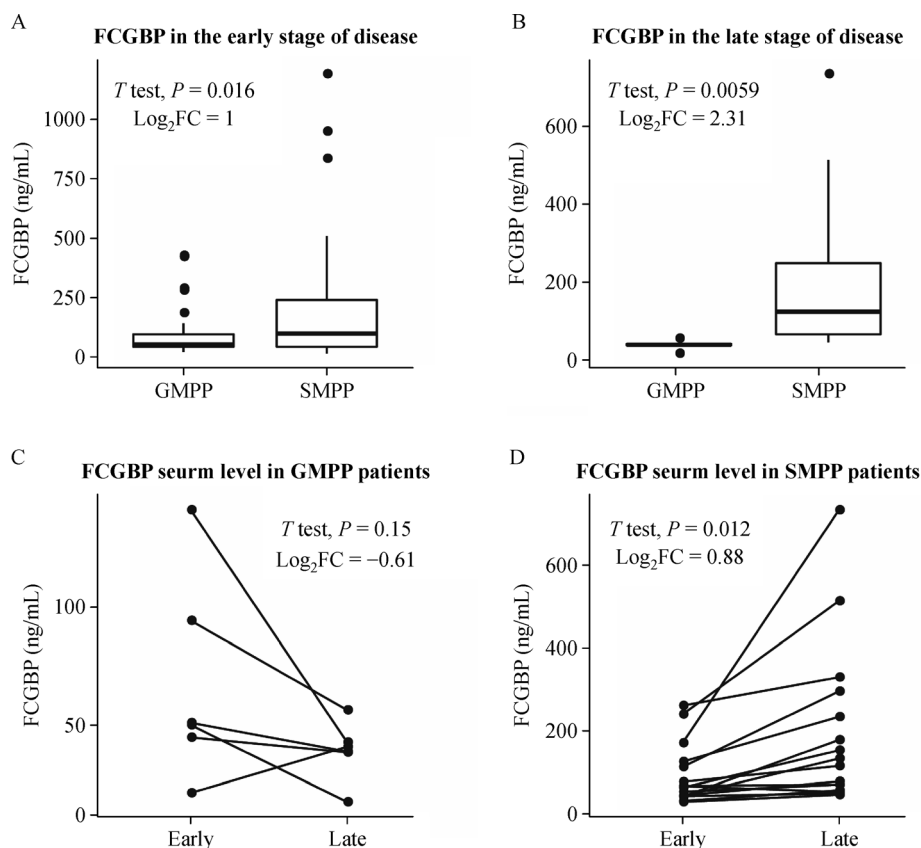 A
FCGBP in the early stage of disease
T test, P = 0.016
Log₂FC = 1
FCGBP (ng/mL)
1000
750
500
250
0
GMPP
SMPP
B
FCGBP in the late stage of disease
T test, P = 0.0059
Log₂FC = 2.31
FCGBP (ng/mL)
600
400
200
0
GMPP
SMPP
C
FCGBP seurm level in GMPP patients
T test, P = 0.15
Log₂FC = −0.61
FCGBP (ng/mL)
100
50
0
Early
Late
D
FCGBP seurm level in SMPP patients
T test, P = 0.012
Log₂FC = 0.88
FCGBP (ng/mL)
600
400
200
0
Early
Late